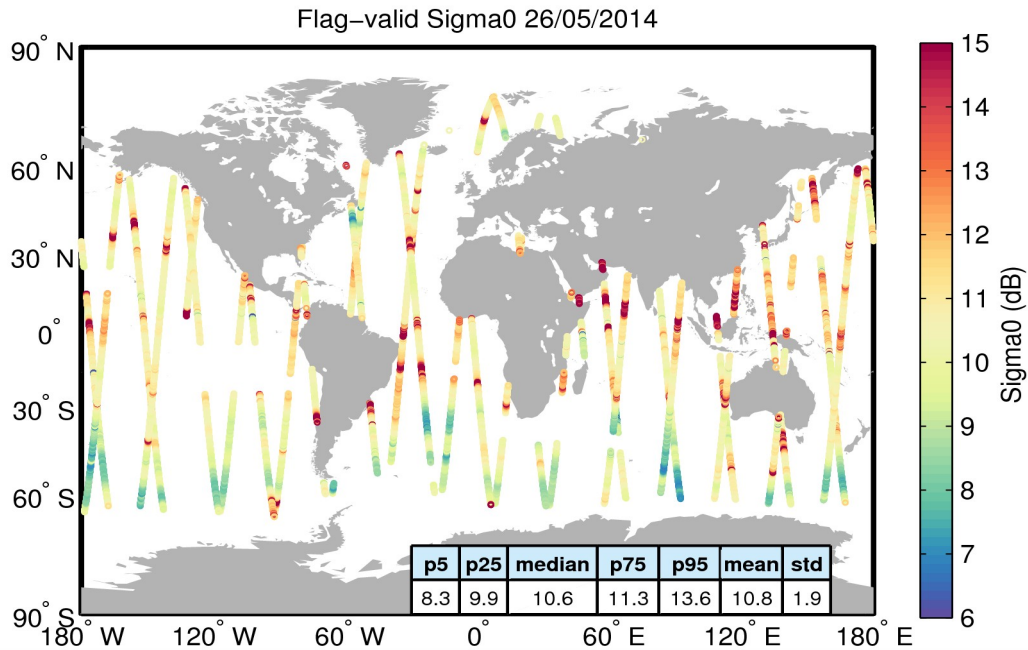 Flag−valid Sigma0 26/05/2014
90° N
60° N
30° N
0°
30° S
60° S
90° S
180° W
120° W
60° W
0°
60° E
120° E
180° E
p5 p25 median p75 p95 mean std
8.3 9.9 10.6 11.3 13.6 10.8 1.9
15
14
13
12
11
10
9
8
7
6
Sigma0 (dB)